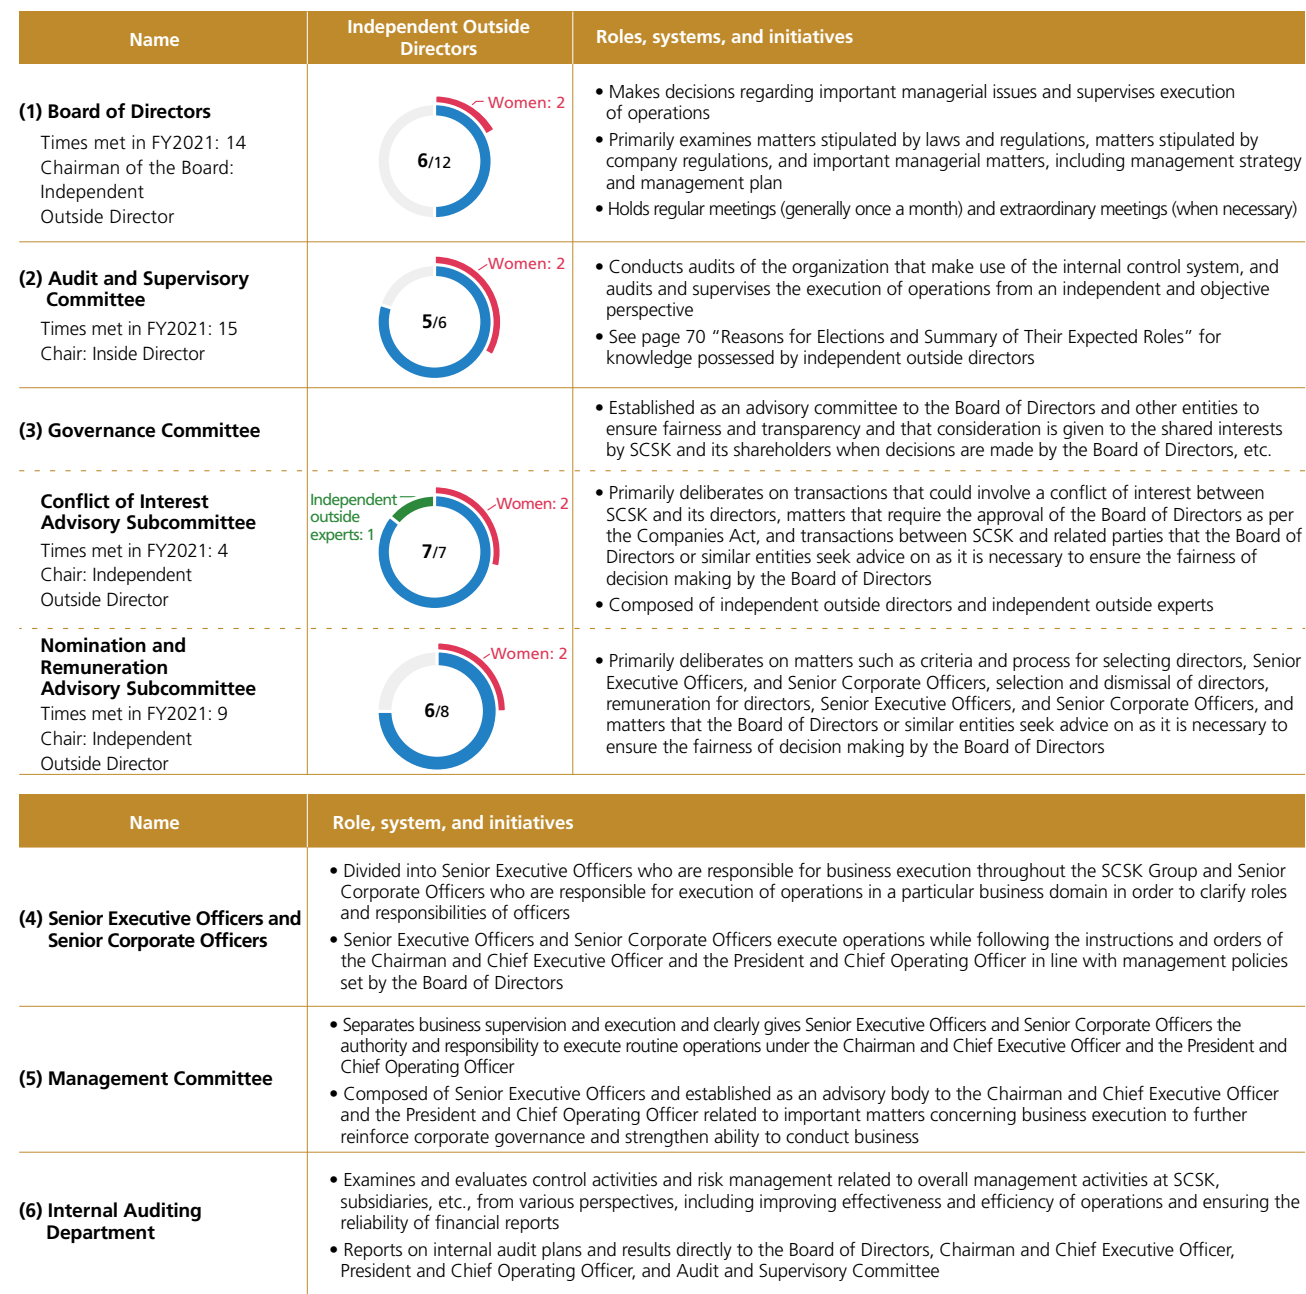 Name
Independent Outside
Directors
Roles, systems, and initiatives
(1) Board of Directors
Times met in FY2021: 14
Chairman of the Board:
Independent
Outside Director
Women: 2
6/12
• Makes decisions regarding important managerial issues and supervises execution
of operations
• Primarily examines matters stipulated by laws and regulations, matters stipulated by
company regulations, and important managerial matters, including management strategy
and management plan
• Holds regular meetings (generally once a month) and extraordinary meetings (when necessary)
(2) Audit and Supervisory
Committee
Times met in FY2021: 15
Chair: Inside Director
Women: 2
5/6
• Conducts audits of the organization that make use of the internal control system, and
audits and supervises the execution of operations from an independent and objective
perspective
• See page 70 “Reasons for Elections and Summary of Their Expected Roles” for
knowledge possessed by independent outside directors
(3) Governance Committee
• Established as an advisory committee to the Board of Directors and other entities to
ensure fairness and transparency and that consideration is given to the shared interests
by SCSK and its shareholders when decisions are made by the Board of Directors, etc.
Conflict of Interest
Advisory Subcommittee
Times met in FY2021: 4
Chair: Independent
Outside Director
Independent
outside
experts: 1
Women: 2
7/7
• Primarily deliberates on transactions that could involve a conflict of interest between
SCSK and its directors, matters that require the approval of the Board of Directors as per
the Companies Act, and transactions between SCSK and related parties that the Board of
Directors or similar entities seek advice on as it is necessary to ensure the fairness of
decision making by the Board of Directors
• Composed of independent outside directors and independent outside experts
Nomination and
Remuneration
Advisory Subcommittee
Times met in FY2021: 9
Chair: Independent
Outside Director
Women: 2
6/8
• Primarily deliberates on matters such as criteria and process for selecting directors, Senior
Executive Officers, and Senior Corporate Officers, selection and dismissal of directors,
remuneration for directors, Senior Executive Officers, and Senior Corporate Officers, and
matters that the Board of Directors or similar entities seek advice on as it is necessary to
ensure the fairness of decision making by the Board of Directors
Name
Role, system, and initiatives
(4) Senior Executive Officers and
Senior Corporate Officers
• Divided into Senior Executive Officers who are responsible for business execution throughout the SCSK Group and Senior
Corporate Officers who are responsible for execution of operations in a particular business domain in order to clarify roles
and responsibilities of officers
• Senior Executive Officers and Senior Corporate Officers execute operations while following the instructions and orders of
the Chairman and Chief Executive Officer and the President and Chief Operating Officer in line with management policies
set by the Board of Directors
(5) Management Committee
• Separates business supervision and execution and clearly gives Senior Executive Officers and Senior Corporate Officers the
authority and responsibility to execute routine operations under the Chairman and Chief Executive Officer and the President and
Chief Operating Officer
• Composed of Senior Executive Officers and established as an advisory body to the Chairman and Chief Executive Officer
and the President and Chief Operating Officer related to important matters concerning business execution to further
reinforce corporate governance and strengthen ability to conduct business
(6) Internal Auditing
Department
• Examines and evaluates control activities and risk management related to overall management activities at SCSK,
subsidiaries, etc., from various perspectives, including improving effectiveness and efficiency of operations and ensuring the
reliability of financial reports
• Reports on internal audit plans and results directly to the Board of Directors, Chairman and Chief Executive Officer,
President and Chief Operating Officer, and Audit and Supervisory Committee